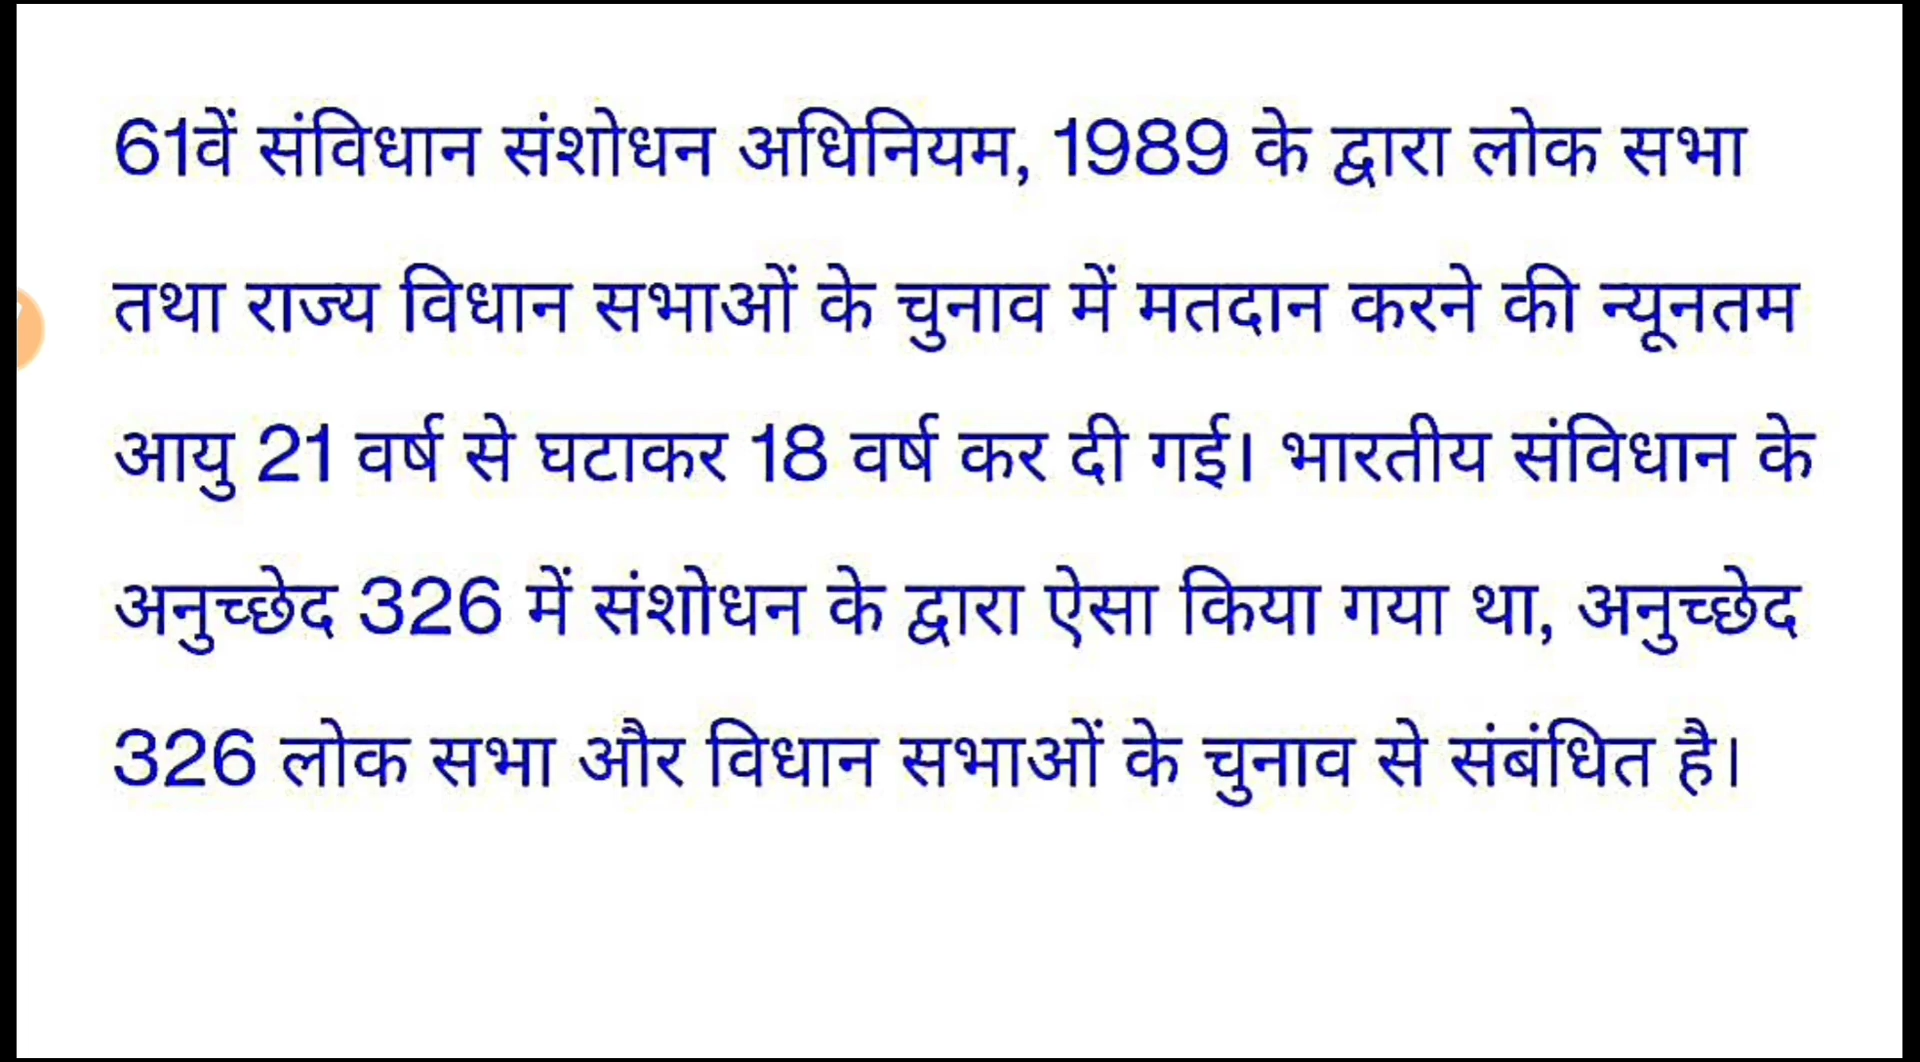 61वें संविधान संशोधन अधिनियम, 1989 के द्वारा लोक सभा
तथा राज्य विधान सभाओं के चुनाव में मतदान करने की न्यूनतम
आयु 21 वर्ष से घटाकर 18 वर्ष कर दी गई। भारतीय संविधान के
अनुच्छेद 326 में संशोधन के द्वारा ऐसा किया गया था, अनुच्छेद
326 लोक सभा और विधान सभाओं के चुनाव से संबंधित है।